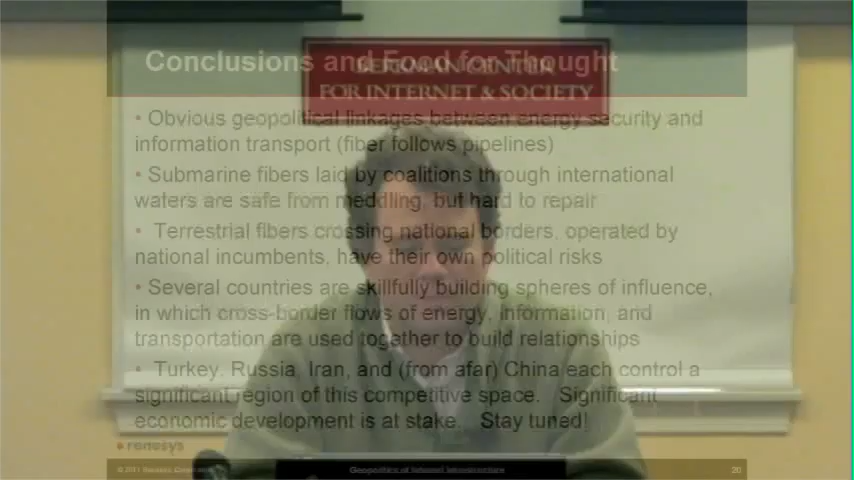 Conclusions and Food for Thought
BERKMAN CENTER
FOR INTERNET & SOCIETY
• Obvious geopolitical linkages between energy security and
information transport (fiber follows pipelines)
• Submarine fibers laid by coalitions through international
waters are safe from meddling, but hard to repair
• Terrestrial fibers crossing national borders, operated by
national incumbents, have their own political risks
• Several countries are skillfully building spheres of influence,
in which cross-border flows of energy, information, and
transportation are used together to build relationships
• Turkey, Russia, Iran, and (from afar) China each control a
significant region of this competitive space. Significant
economic development is at stake. Stay tuned!
renesys
© 2011 Renesys Corporation
Geopolitics of Internet Infrastructure
26